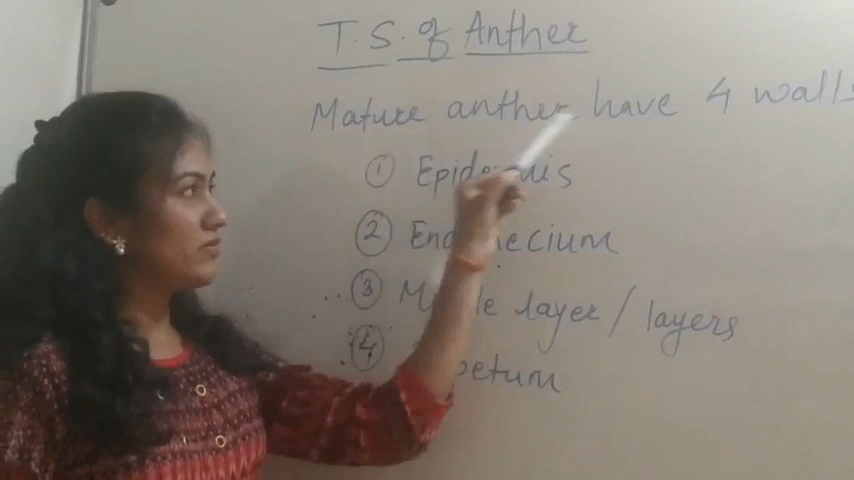 T.S. of Anther
Mature anther have 4 walls
① Epidermis
② Endothecium
③ Middle layer / layers
④ Tapetum